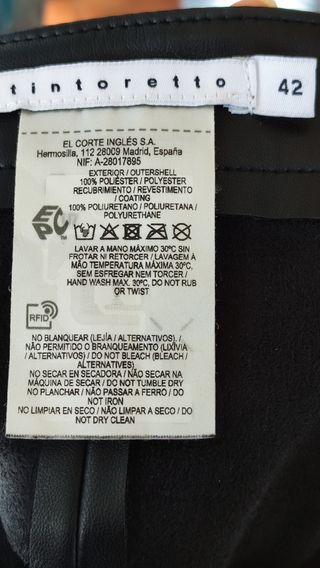 tintoretto
42
EL CORTE INGLÉS S.A.
Hermosilla, 112 28009 Madrid, España
NIF: A-28017895
EXTERIOR / OUTERSHELL
100% POLIÉSTER / POLYESTER
RECUBRIMIENTO / REVESTIMENTO
/ COATING
100% POLIURETANO / POLIURETANA /
POLYURETHANE
EPC™
LAVAR A MANO MÁXIMO 30ºC SIN
FROTAR NI RETORCER / LAVAGEM À
MÃO TEMPERATURA MÁXIMA 30ºC,
SEM ESFREGAR NEM TORCER /
HAND WASH MAX. 30ºC, DO NOT RUB
OR TWIST
RFID
NO BLANQUEAR (LEJÍA / ALTERNATIVOS) /
NÃO PERMITIDO O BRANQUEAMENTO (LIXÍVIA
/ ALTERNATIVOS) / DO NOT BLEACH (BLEACH /
ALTERNATIVES)
NO SECAR EN SECADORA / NÃO SECAR NA
MÁQUINA DE SECAR / DO NOT TUMBLE DRY
NO PLANCHAR / NÃO PASSAR A FERRO / DO
NOT IRON
NO LIMPIAR EN SECO / NÃO LIMPAR A SECO / DO
NOT DRY CLEAN